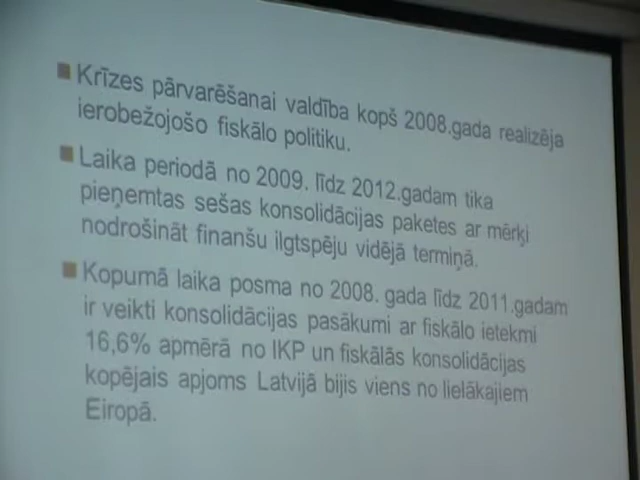 Krīzes pārvarēšanai valdība kopš 2008.gada realizēja
ierobežojošo fiskālo politiku.
Laika periodā no 2009. līdz 2012.gadam tika
pieņemtas sešas konsolidācijas paketes ar mērķi
nodrošināt finanšu ilgtspēju vidējā termiņā.
Kopumā laika posma no 2008. gada līdz 2011.gadam
ir veikti konsolidācijas pasākumi ar fiskālo ietekmi
16,6% apmērā no IKP un fiskālās konsolidācijas
kopējais apjoms Latvijā bijis viens no lielākajiem
Eiropā.